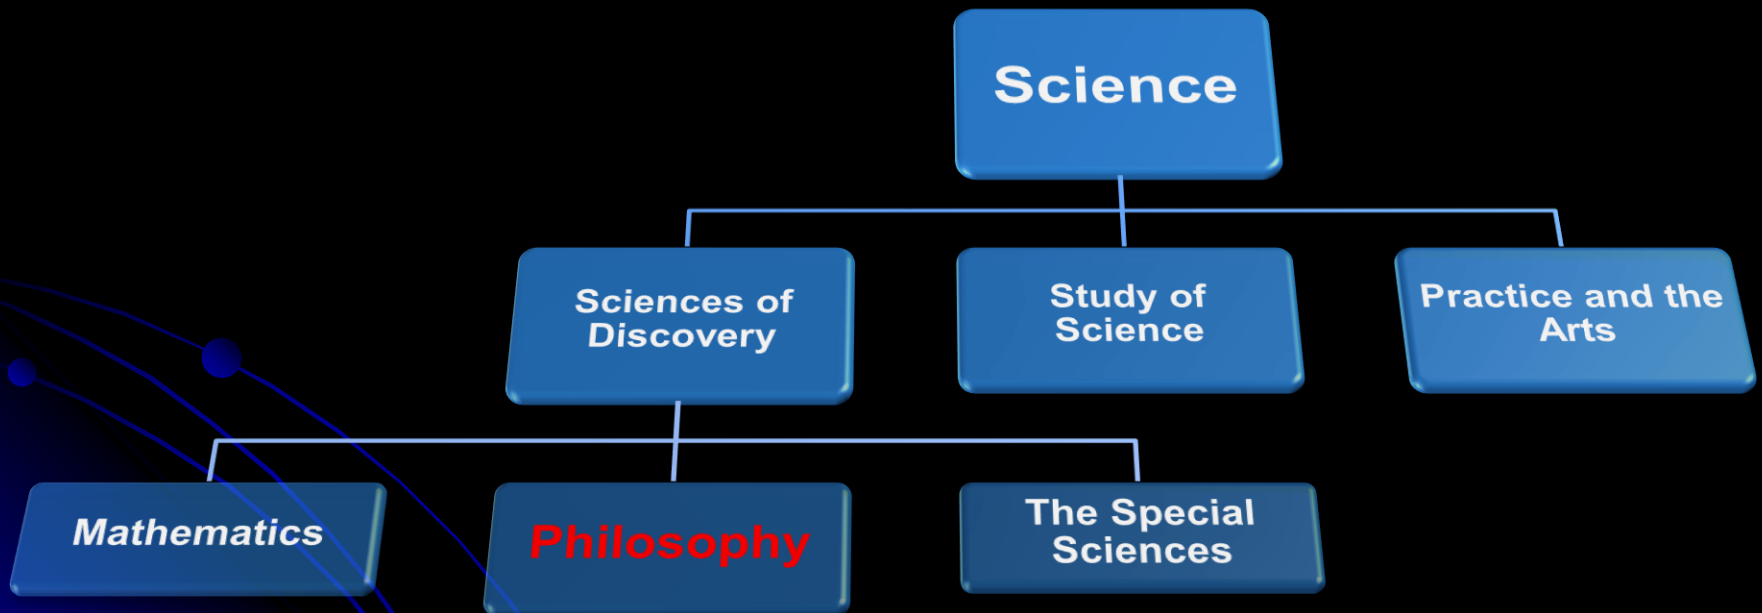 Science
Sciences of
Discovery
Study of
Science
Practice and the
Arts
Mathematics
Philosophy
The Special
Sciences